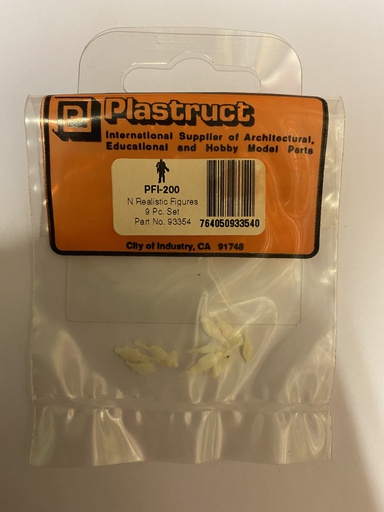 Plastruct
International Supplier of Architectural,
Educational and Hobby Model Parts
PFI-200
N Realistic Figures
9 Pc. Set
Part No. 93354
764050933540
City of Industry, CA 91748